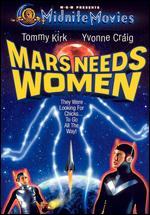 M-G-M PRESENTS
Midnite Movies
Tommy Kirk Yvonne Craig
MARS NEEDS
WOMEN
They Were
Looking For
Chicks...
To Go
All The Way!
DVD